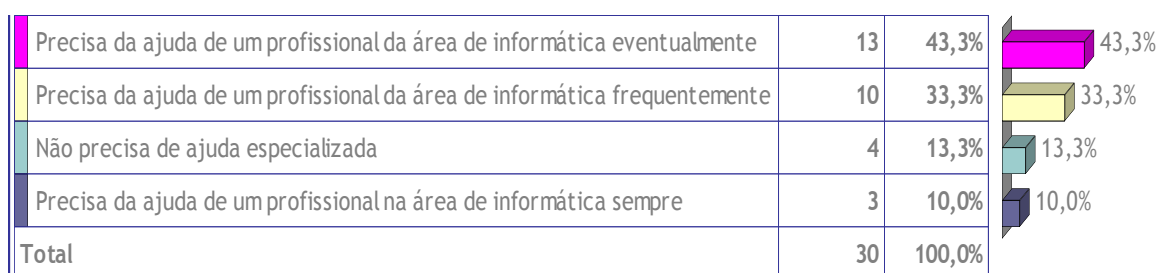 Precisa da ajuda de um profissional da área de informática eventualmente 13 43,3% 43,3%
Precisa da ajuda de um profissional da área de informática frequentemente 10 33,3% 33,3%
Não precisa de ajuda especializada 4 13,3% 13,3%
Precisa da ajuda de um profissional na área de informática sempre 3 10,0% 10,0%
Total 30 100,0%